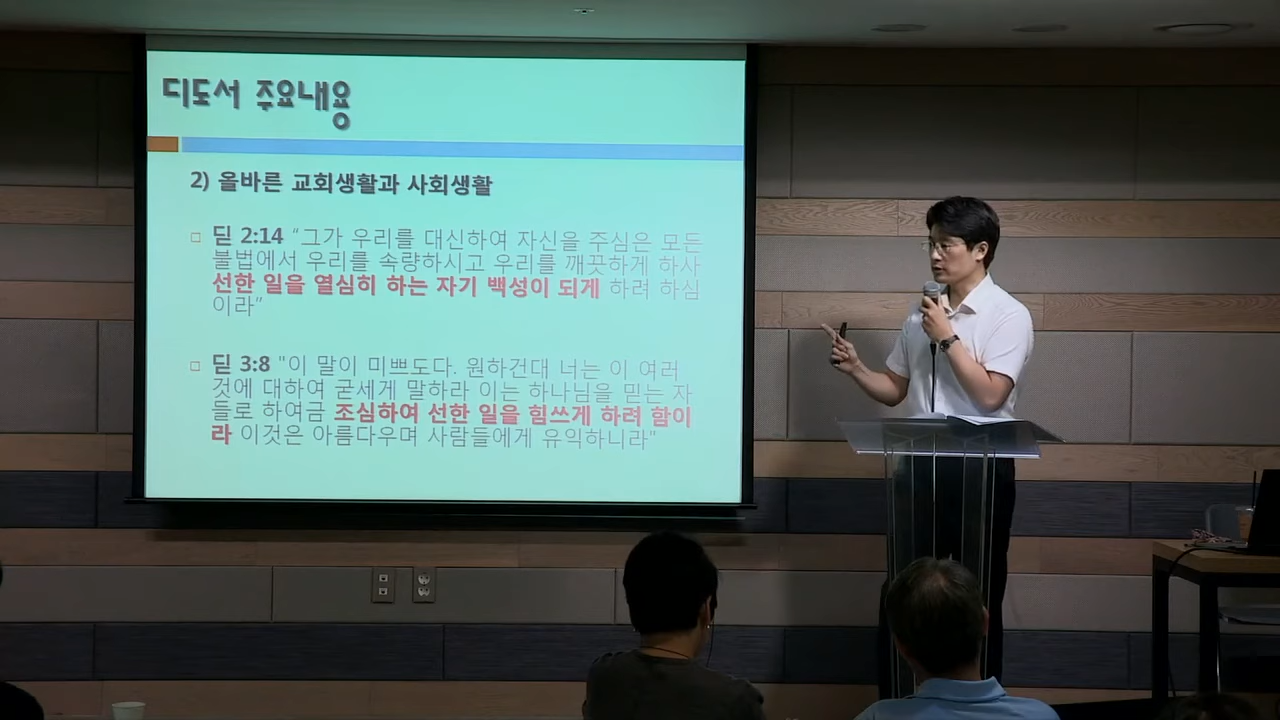 디도서 주요내용
2) 올바른 교회생활과 사회생활
딛 2:14 “그가 우리를 대신하여 자신을 주심은 모든
불법에서 우리를 속량하시고 우리를 깨끗하게 하사
선한 일을 열심히 하는 자기 백성이 되게 하려 하심
이라”
딛 3:8 "이 말이 미쁘도다. 원하건대 너는 이 여러
것에 대하여 굳세게 말하라 이는 하나님을 믿는 자
들로 하여금 조심하여 선한 일을 힘쓰게 하려 함이
라 이것은 아름다우며 사람들에게 유익하니라"